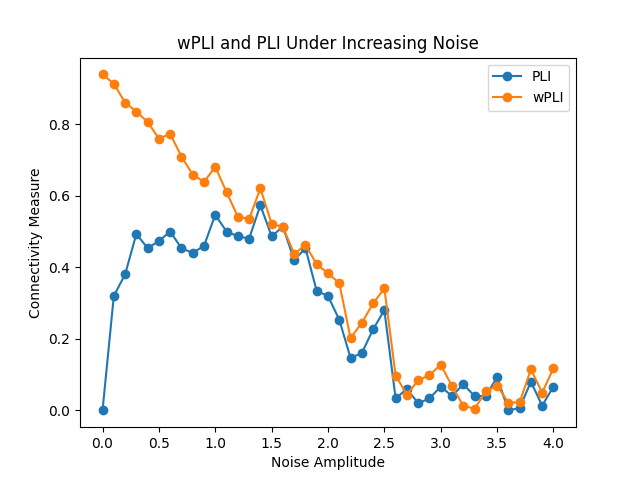 wPLI and PLI Under Increasing Noise
PLI
wPLI
0.8
0.6
0.4
0.2
0.0
Connectivity Measure
0.0 0.5 1.0 1.5 2.0 2.5 3.0 3.5 4.0
Noise Amplitude